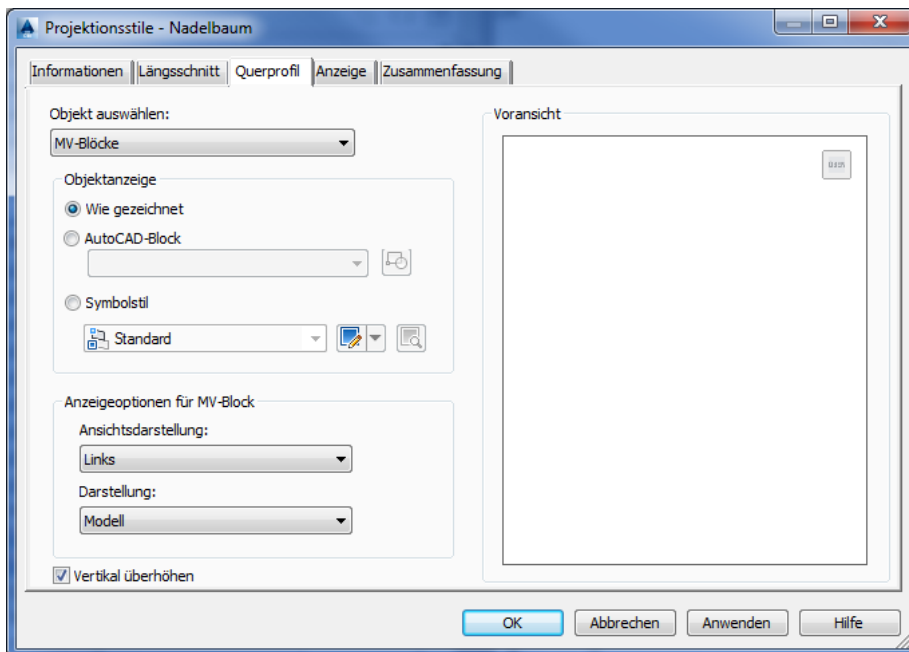 Projektionsstile - Nadelbaum
Informationen Längsschnitt Querprofil Anzeige Zusammenfassung
Objekt auswählen:
MV-Blöcke
Objektanzeige
Wie gezeichnet
AutoCAD-Block
Symbolstil
Standard
Anzeigeoptionen für MV-Block
Ansichtsdarstellung:
Links
Darstellung:
Modell
Vertikal überhöhen
Voransicht
OK Abbrechen Anwenden Hilfe